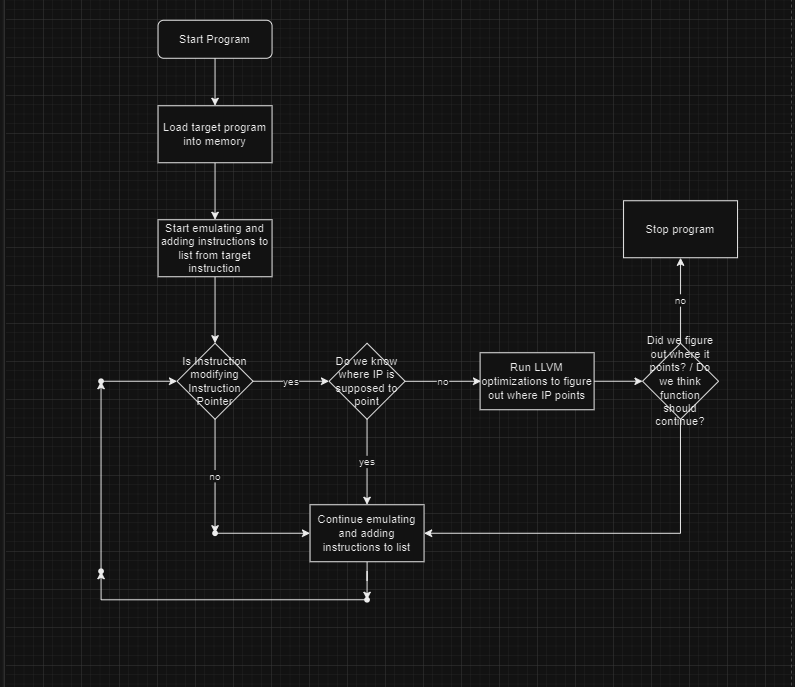 Start Program
Load target program
into memory
Start emulating and
adding instructions to
list from target
instruction
Stop program
no
Is Instruction
modifying
Instruction
Pointer
yes
Do we know
where IP is
supposed to
point
no
Run LLVM
optimizations to figure
out where IP points
Did we figure
out where it
points? / Do
we think
function
should
continue?
no
yes
Continue emulating
and adding
instructions to list